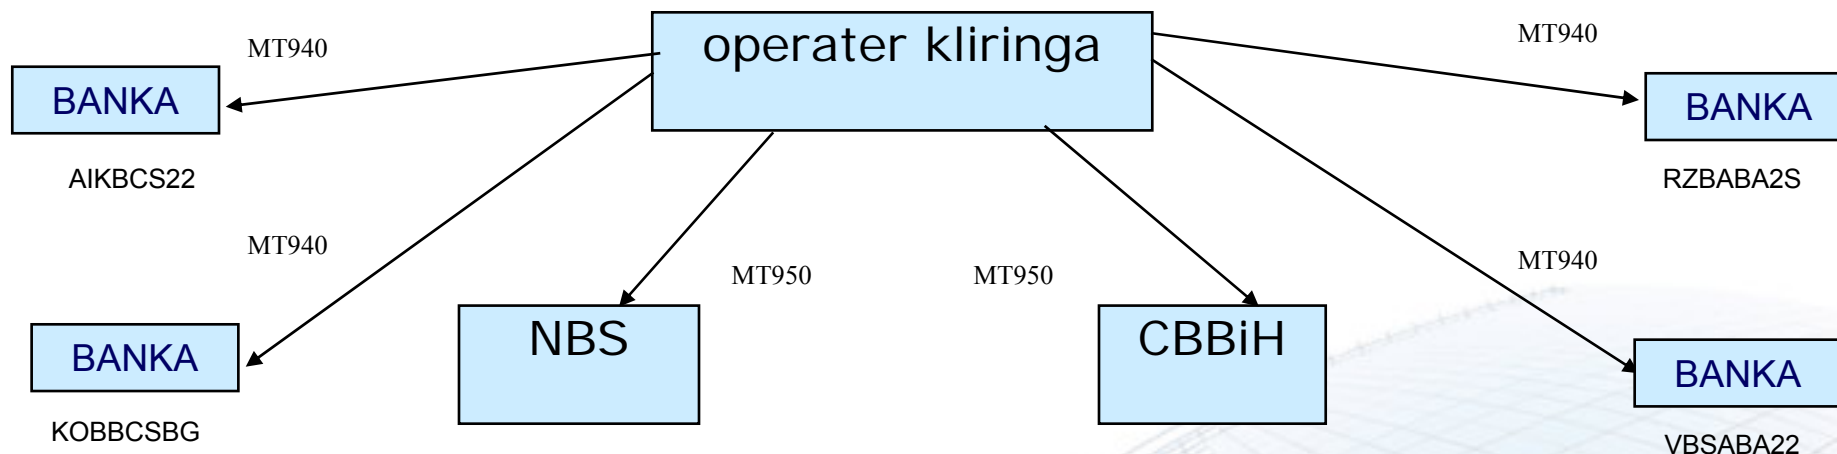 operater kliringa
MT940
MT940
BANKA
BANKA
AIKBCS22
RZBABA2S
MT940
MT950
MT950
MT940
BANKA
NBS
CBBiH
BANKA
KOBBCSBG
VBSABA22